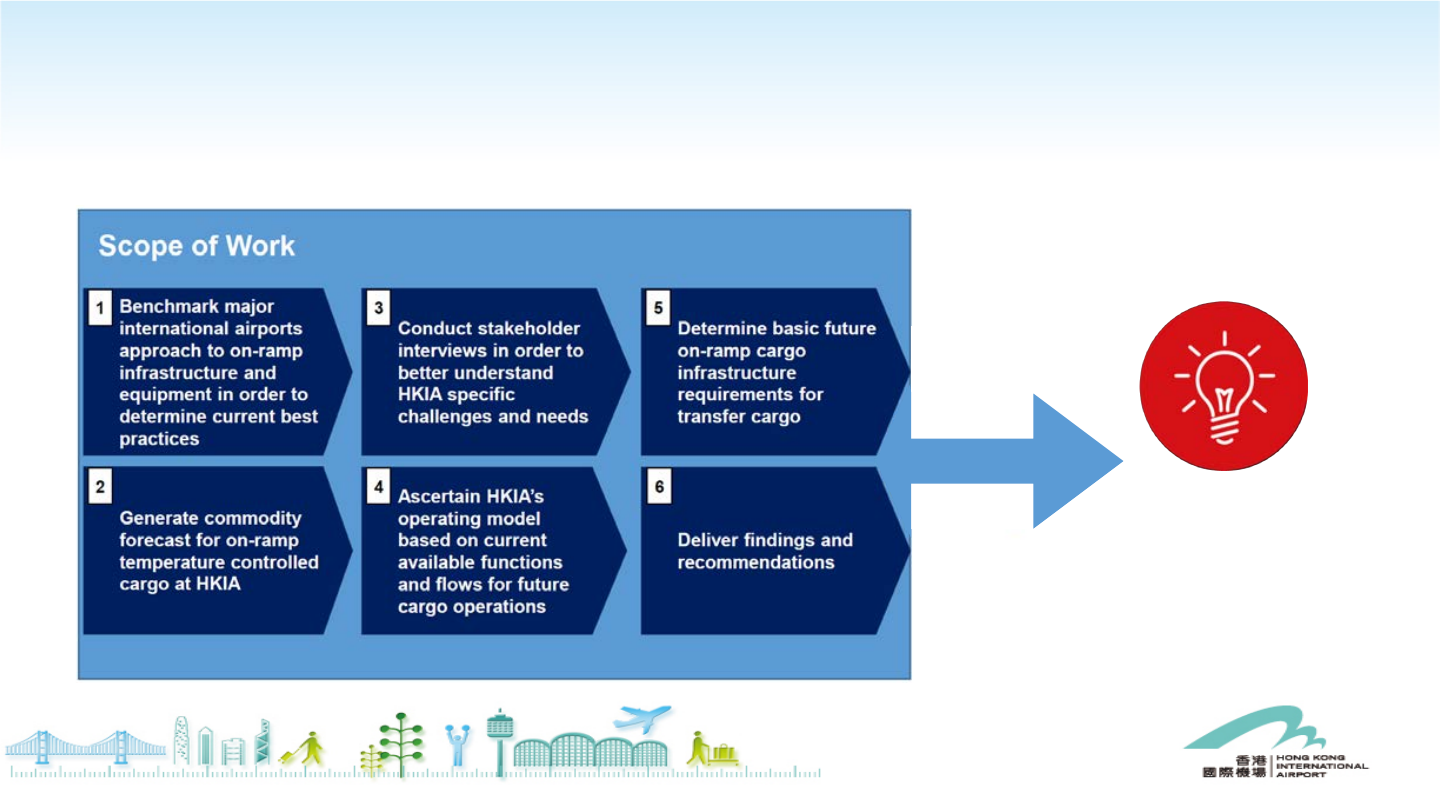 Scope of Work
1
Benchmark major
international airports
approach to on-ramp
infrastructure and
equipment in order to
determine current best
practices
2
Generate commodity
forecast for on-ramp
temperature controlled
cargo at HKIA
3
Conduct stakeholder
interviews in order to
better understand
HKIA specific
challenges and needs
4
Ascertain HKIA’s
operating model
based on current
available functions
and flows for future
cargo operations
5
Determine basic future
on-ramp cargo
infrastructure
requirements for
transfer cargo
6
Deliver findings and
recommendations
香港
國際機場
HONG KONG
INTERNATIONAL
AIRPORT